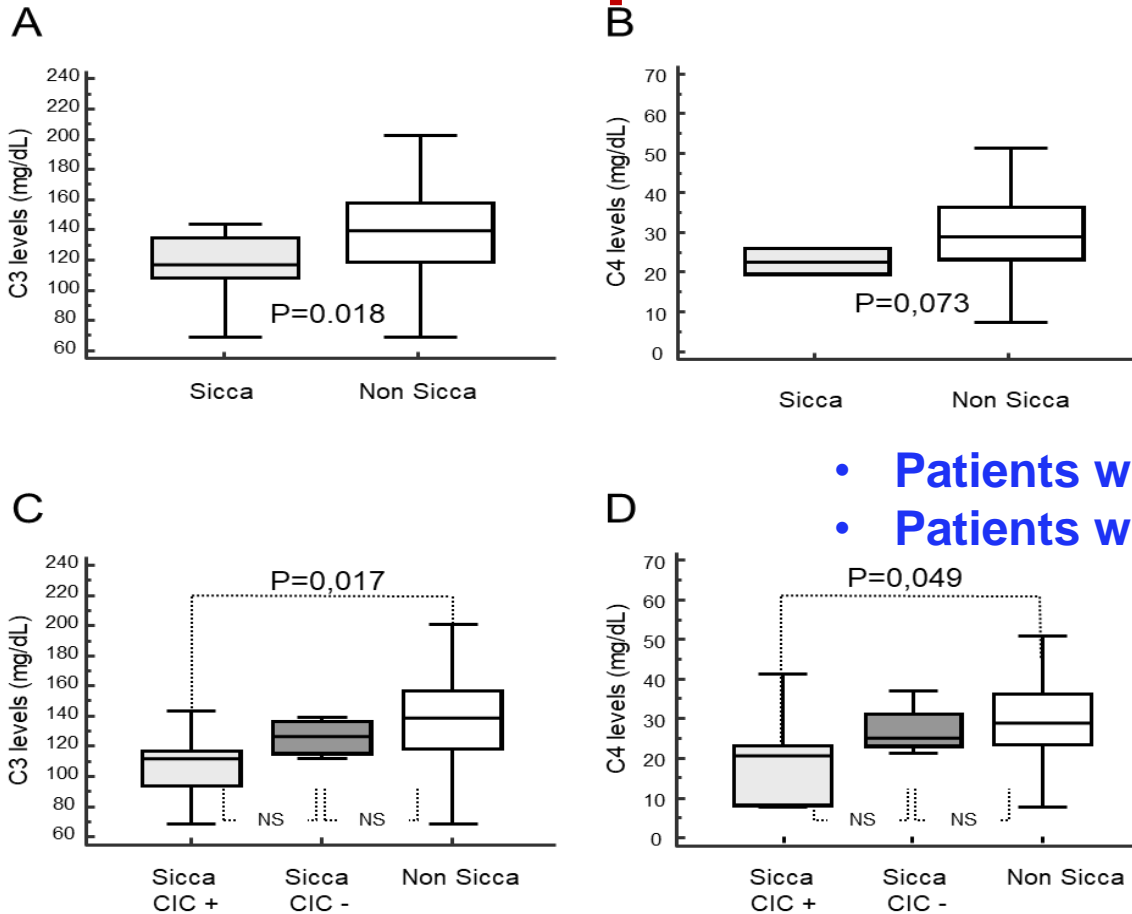 A
240
220
200
180
160
140
120
100
80
60
C3 levels (mg/dL)
P=0.018
Sicca
Non Sicca
B
70
60
50
40
30
20
10
0
C4 levels (mg/dL)
P=0,073
Sicca
Non Sicca
• Patients w
• Patients w
C
240
220
200
180
160
140
120
100
80
60
C3 levels (mg/dL)
P=0,017
NS
NS
Sicca
CIC +
Sicca
CIC -
Non Sicca
D
70
60
50
40
30
20
10
0
C4 levels (mg/dL)
P=0,049
NS
NS
Sicca
CIC +
Sicca
CIC -
Non Sicca